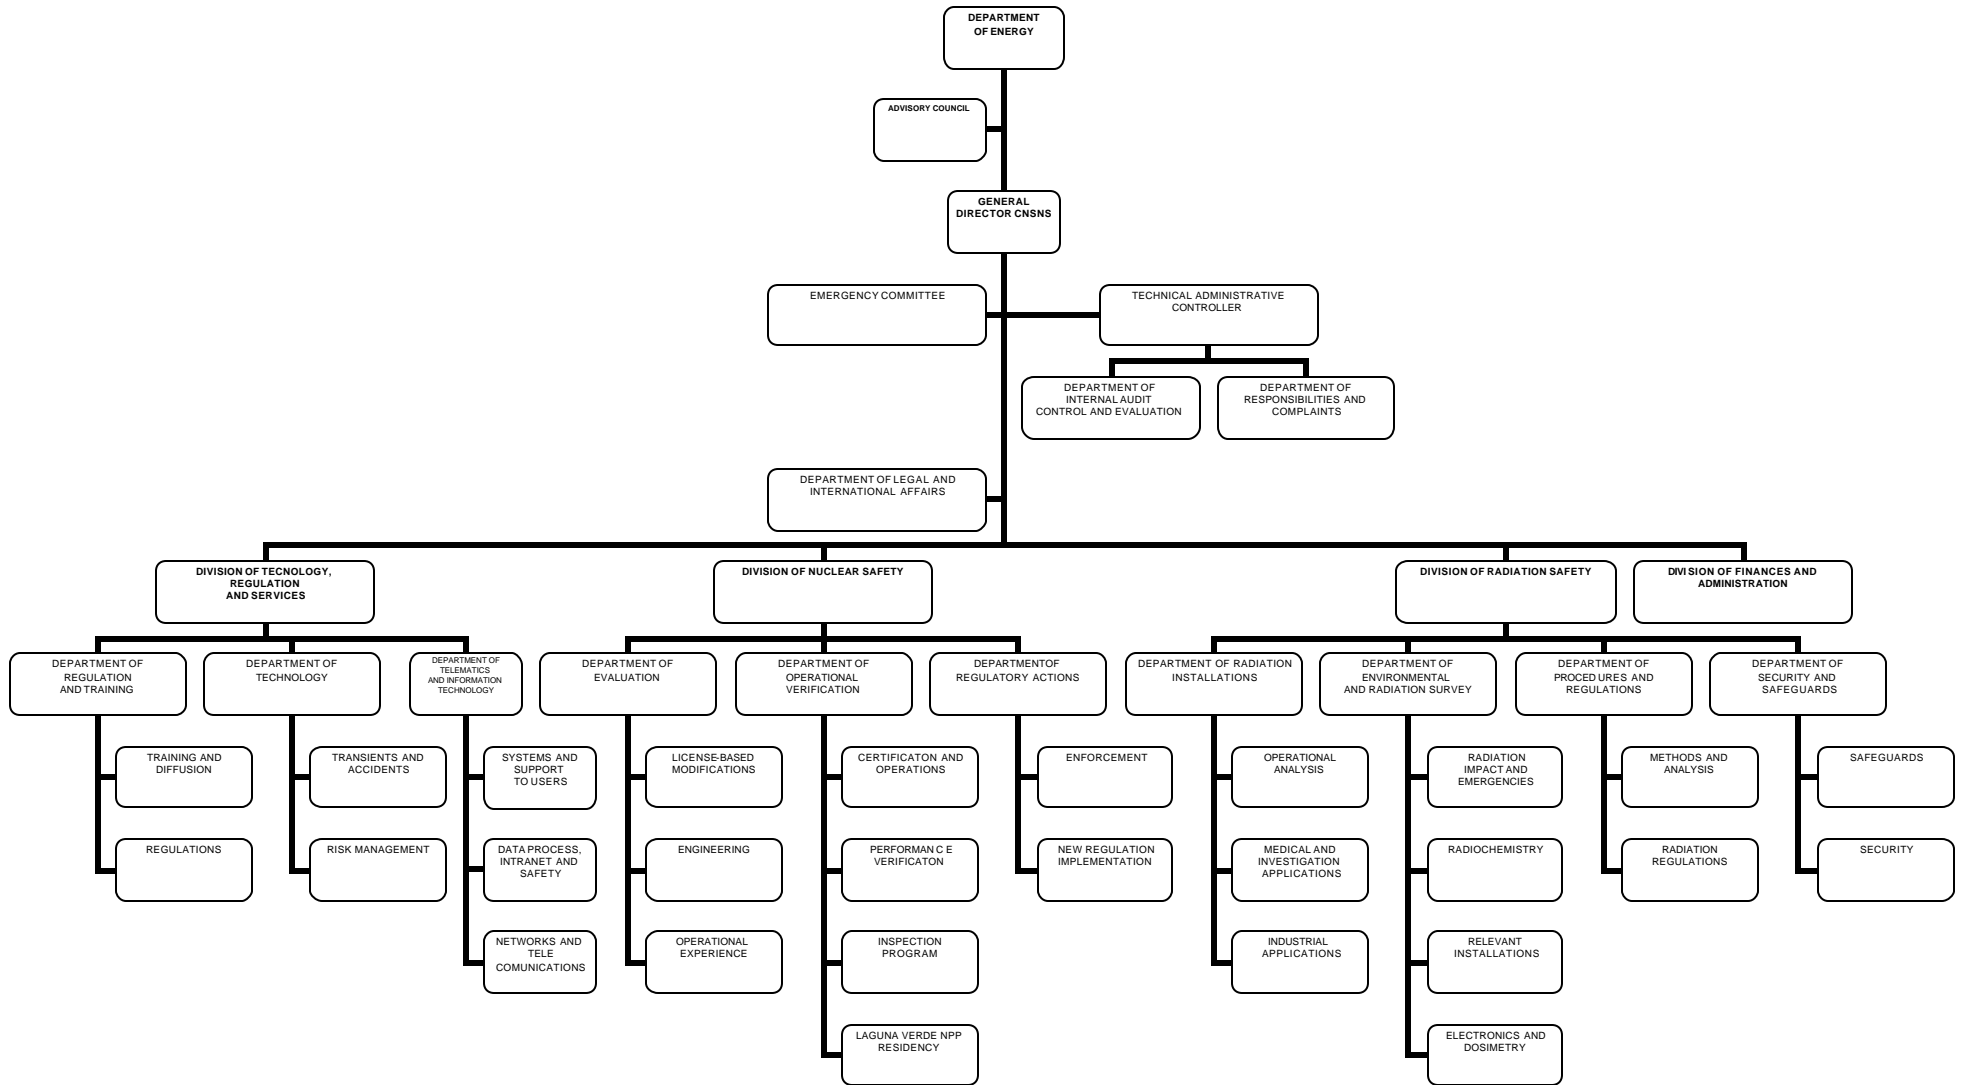 DEPARTMENT
OF ENERGY
ADVISORY COUNCIL
GENERAL
DIRECTOR CNSNS
EMERGENCY COMMITTEE
TECHNICAL ADMINISTRATIVE
CONTROLLER
DEPARTMENT OF
INTERNAL AUDIT
CONTROL AND EVALUATION
DEPARTMENT OF
RESPONSIBILITIES AND
COMPLAINTS
DEPARTMENT OF LEGAL AND
INTERNATIONAL AFFAIRS
DIVISION OF TECNOLOGY,
REGULATION
AND SERVICES
DIVISION OF NUCLEAR SAFETY
DIVISION OF RADIATION SAFETY
DIVISION OF FINANCES AND
ADMINISTRATION
DEPARTMENT OF
REGULATION
AND TRAINING
DEPARTMENT OF
TECHNOLOGY
DEPARTMENT OF
TELEMATICS
AND INFORMATION
TECHNOLOGY
DEPARTMENT OF
EVALUATION
DEPARTMENT OF
OPERATIONAL
VERIFICATION
DEPARTMENTOF
REGULATORY ACTIONS
DEPARTMENT OF RADIATION
INSTALLATIONS
DEPARTMENT OF
ENVIRONMENTAL
AND RADIATION SURVEY
DEPARTMENT OF
PROCEDURES AND
REGULATIONS
DEPARTMENT OF
SECURITY AND
SAFEGUARDS
TRAINING AND
DIFFUSION
TRANSIENTS AND
ACCIDENTS
SYSTEMS AND
SUPPORT
TO USERS
LICENSE-BASED
MODIFICATIONS
CERTIFICATON AND
OPERATIONS
ENFORCEMENT
OPERATIONAL
ANALYSIS
RADIATION
IMPACT AND
EMERGENCIES
METHODS AND
ANALYSIS
SAFEGUARDS
REGULATIONS
RISK MANAGEMENT
DATA PROCESS,
INTRANET AND
SAFETY
ENGINEERING
PERFORMANC E
VERIFICATON
NEW REGULATION
IMPLEMENTATION
MEDICAL AND
INVESTIGATION
APPLICATIONS
RADIOCHEMISTRY
RADIATION
REGULATIONS
SECURITY
NETWORKS AND
TELE
COMUNICATIONS
OPERATIONAL
EXPERIENCE
INSPECTION
PROGRAM
INDUSTRIAL
APPLICATIONS
RELEVANT
INSTALLATIONS
LAGUNA VERDE NPP
RESIDENCY
ELECTRONICS AND
DOSIMETRY